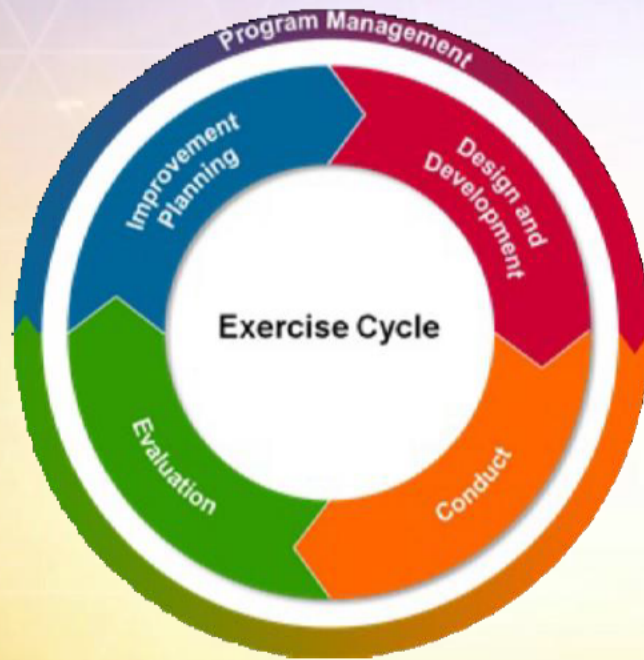 Program Management
Improvement
Planning
Design and
Development
Exercise Cycle
Evaluation
Conduct